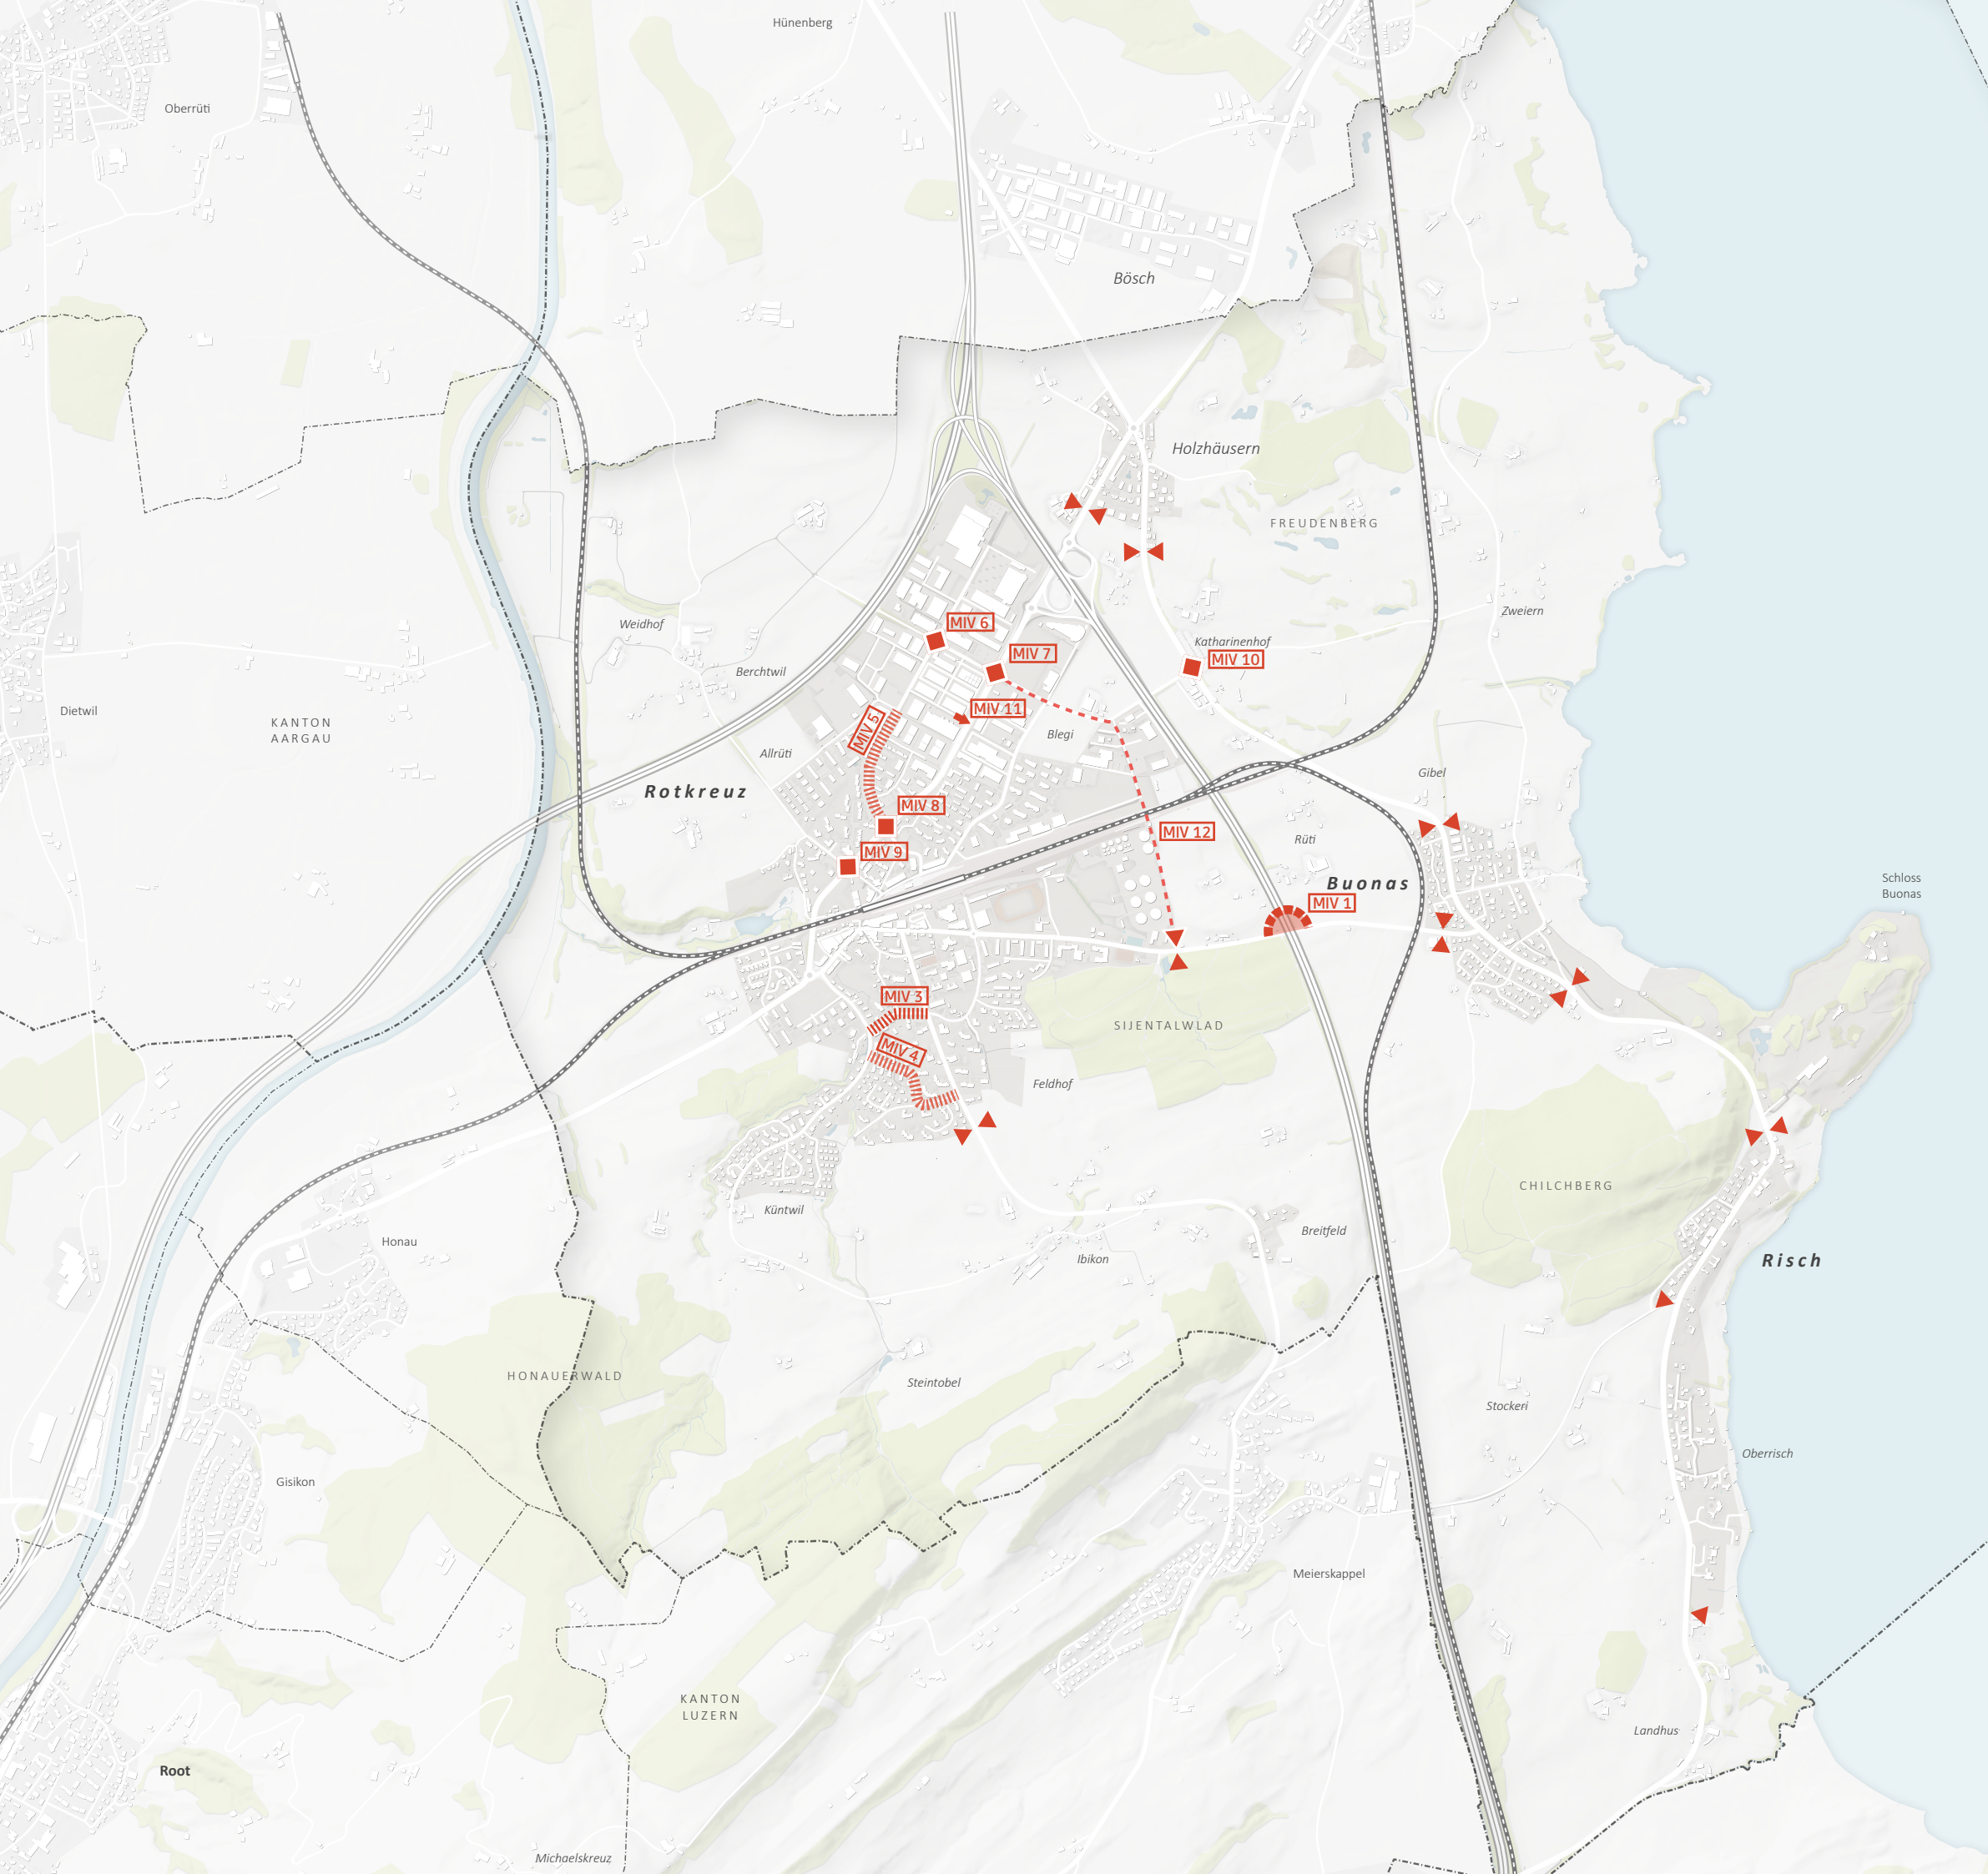 Hünenberg
Oberrüti
Bösch
Holzhäusern
FREUDENBERG
Zweiern
Weidhof
MIV 6
Katharinenhof
MIV 7
MIV 10
Berchtwil
Dietwil
KANTON
AARGAU
MIV 11
MIV 5
Blegi
Allrüti
Gibel
Rotkreuz
MIV 8
MIV 12
Rüti
MIV 9
Buonas
Schloss
Buonas
MIV 1
MIV 3
SIJENTALWLAD
MIV 4
Feldhof
CHILCHBERG
Küntwil
Breitfeld
Honau
Ibikon
Risch
HONAUERWALD
Steintobel
Stockeri
Oberrisch
Gisikon
Meierskappel
KANTON
LUZERN
Landhus
Root
Michaelskreuz